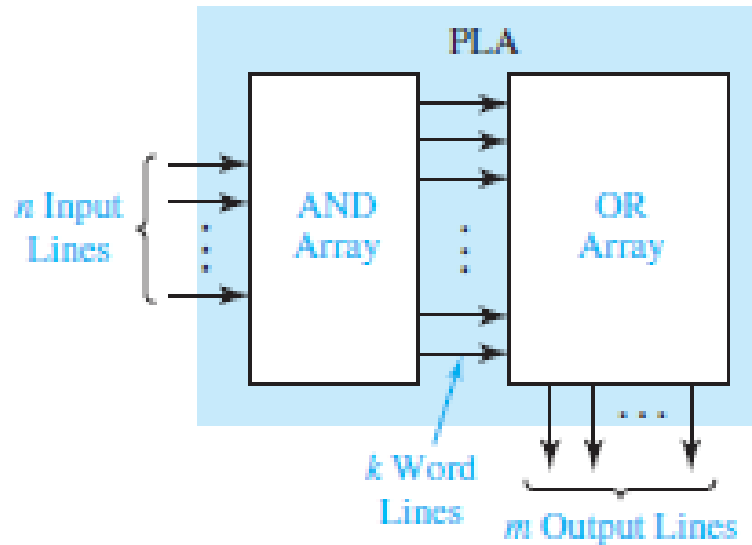 PLA
n Input
Lines
AND
Array
OR
Array
k Word
Lines
m Output Lines